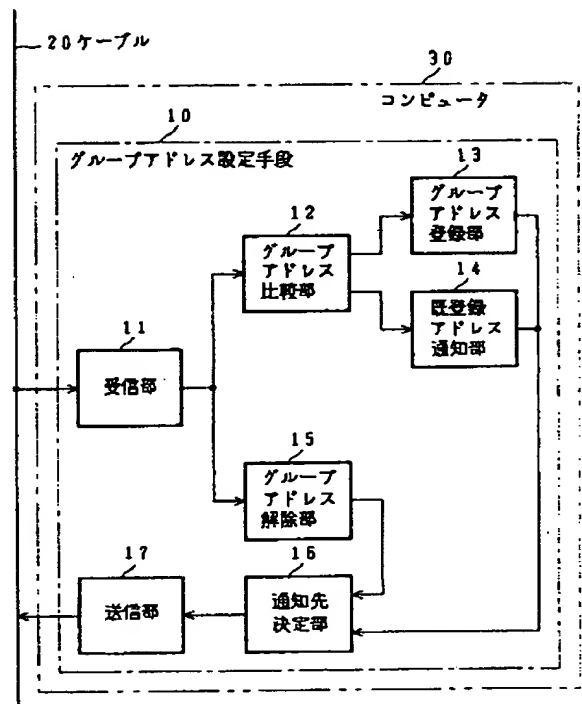 20ケーブル
30
コンピュータ
10
グループアドレス設定手段
13
グループ
アドレス
登録部
12
グループ
アドレス
比較部
14
既登録
アドレス
通知部
11
受信部
15
グループ
アドレス
解除部
17
送信部
16
通知先
決定部